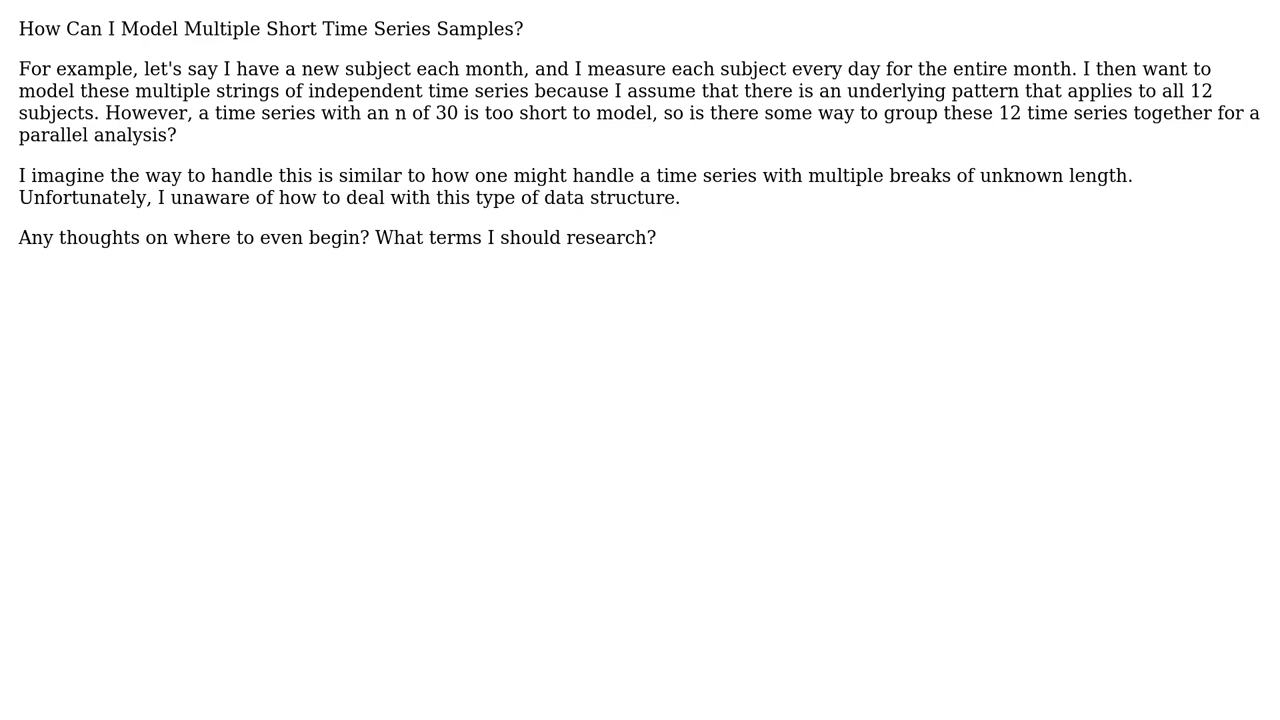 How Can I Model Multiple Short Time Series Samples?
For example, let's say I have a new subject each month, and I measure each subject every day for the entire month. I then want to
model these multiple strings of independent time series because I assume that there is an underlying pattern that applies to all 12
subjects. However, a time series with an n of 30 is too short to model, so is there some way to group these 12 time series together for a
parallel analysis?
I imagine the way to handle this is similar to how one might handle a time series with multiple breaks of unknown length.
Unfortunately, I unaware of how to deal with this type of data structure.
Any thoughts on where to even begin? What terms I should research?